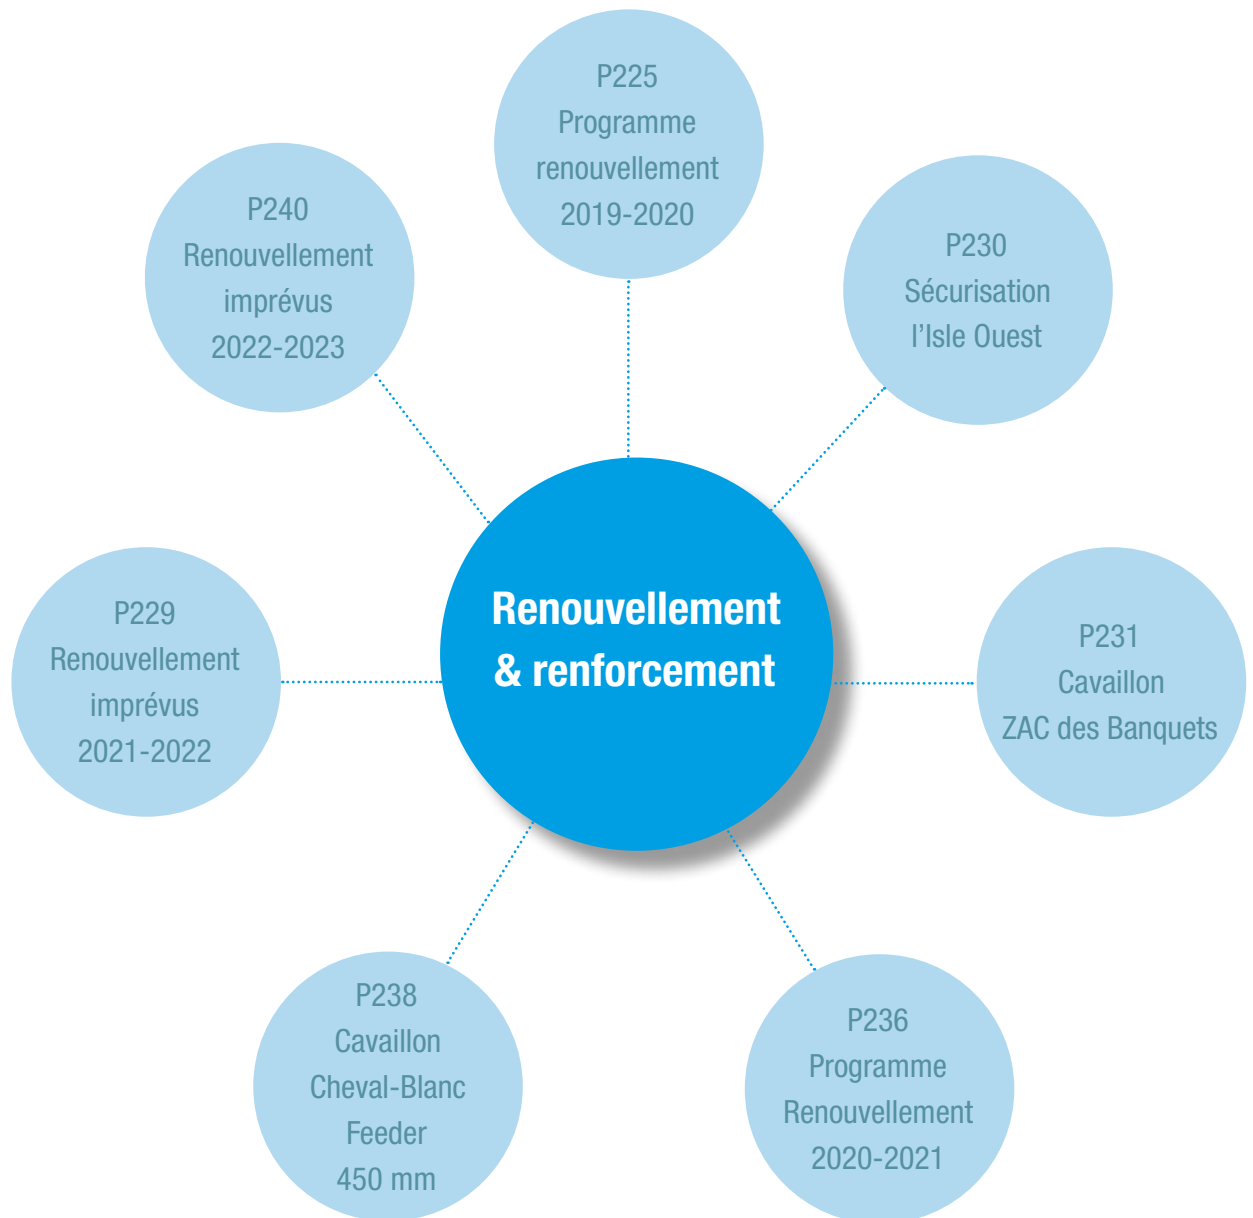 P225
Programme
renouvellement
2019-2020
P240
Renouvellement
imprévus
2022-2023
P230
Sécurisation
l'Isle Ouest
Renouvellement
& renforcement
P229
Renouvellement
imprévus
2021-2022
P231
Cavaillon
ZAC des Banquets
P238
Cavaillon
Cheval-Blanc
Feeder
450 mm
P236
Programme
Renouvellement
2020-2021